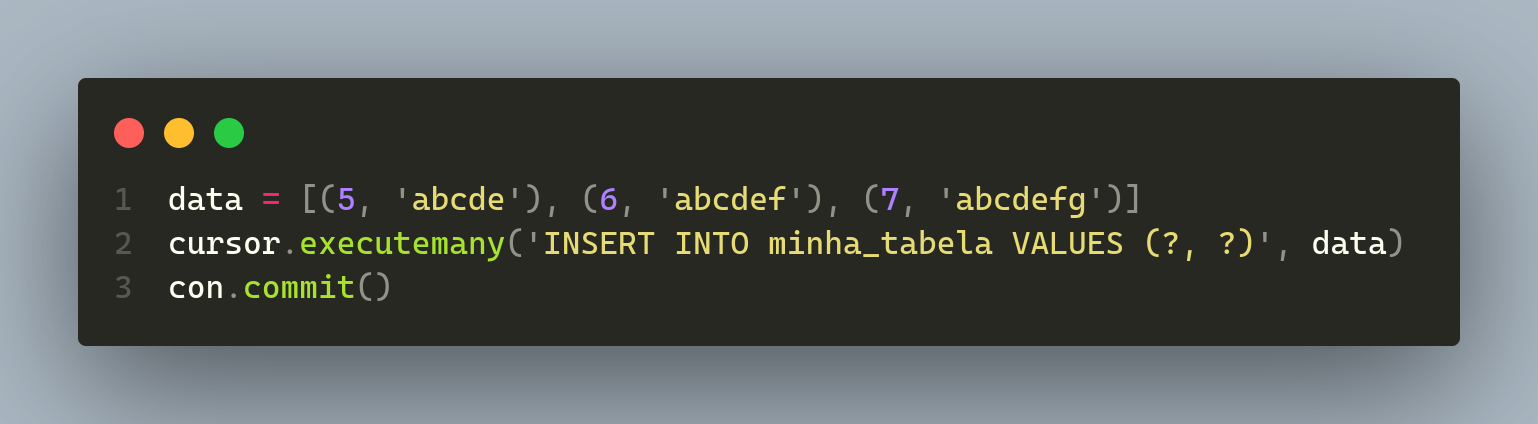 1 data = [(5, 'abcde'), (6, 'abcdef'), (7, 'abcdefg')]
2 cursor.executemany('INSERT INTO minha_tabela VALUES (?, ?)', data)
3 con.commit()